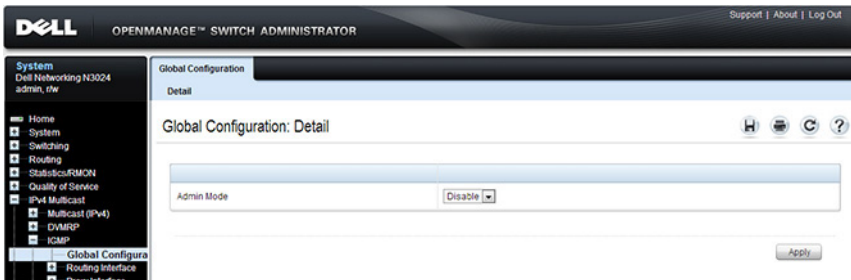 Support | About | Log Out
DELL OPENMANAGE™ SWITCH ADMINISTRATOR
System
Dell Networking N3024
admin, r/w
Home
System
Switching
Routing
Statistics/RMON
Quality of Service
IPv4 Multicast
Multicast (IPv4)
DVMRP
IGMP
Global Configura
Routing Interface
Proxy Interface
Global Configuration
Detail
Global Configuration: Detail
Admin Mode Disable
Apply